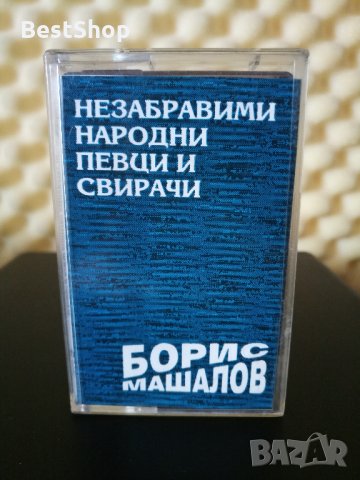 BestShop
НЕЗАБРАВИМИ
НАРОДНИ
ПЕВЦИ И
СВИРАЧИ
БОРИС
МАШАЛОВ
BAZAR